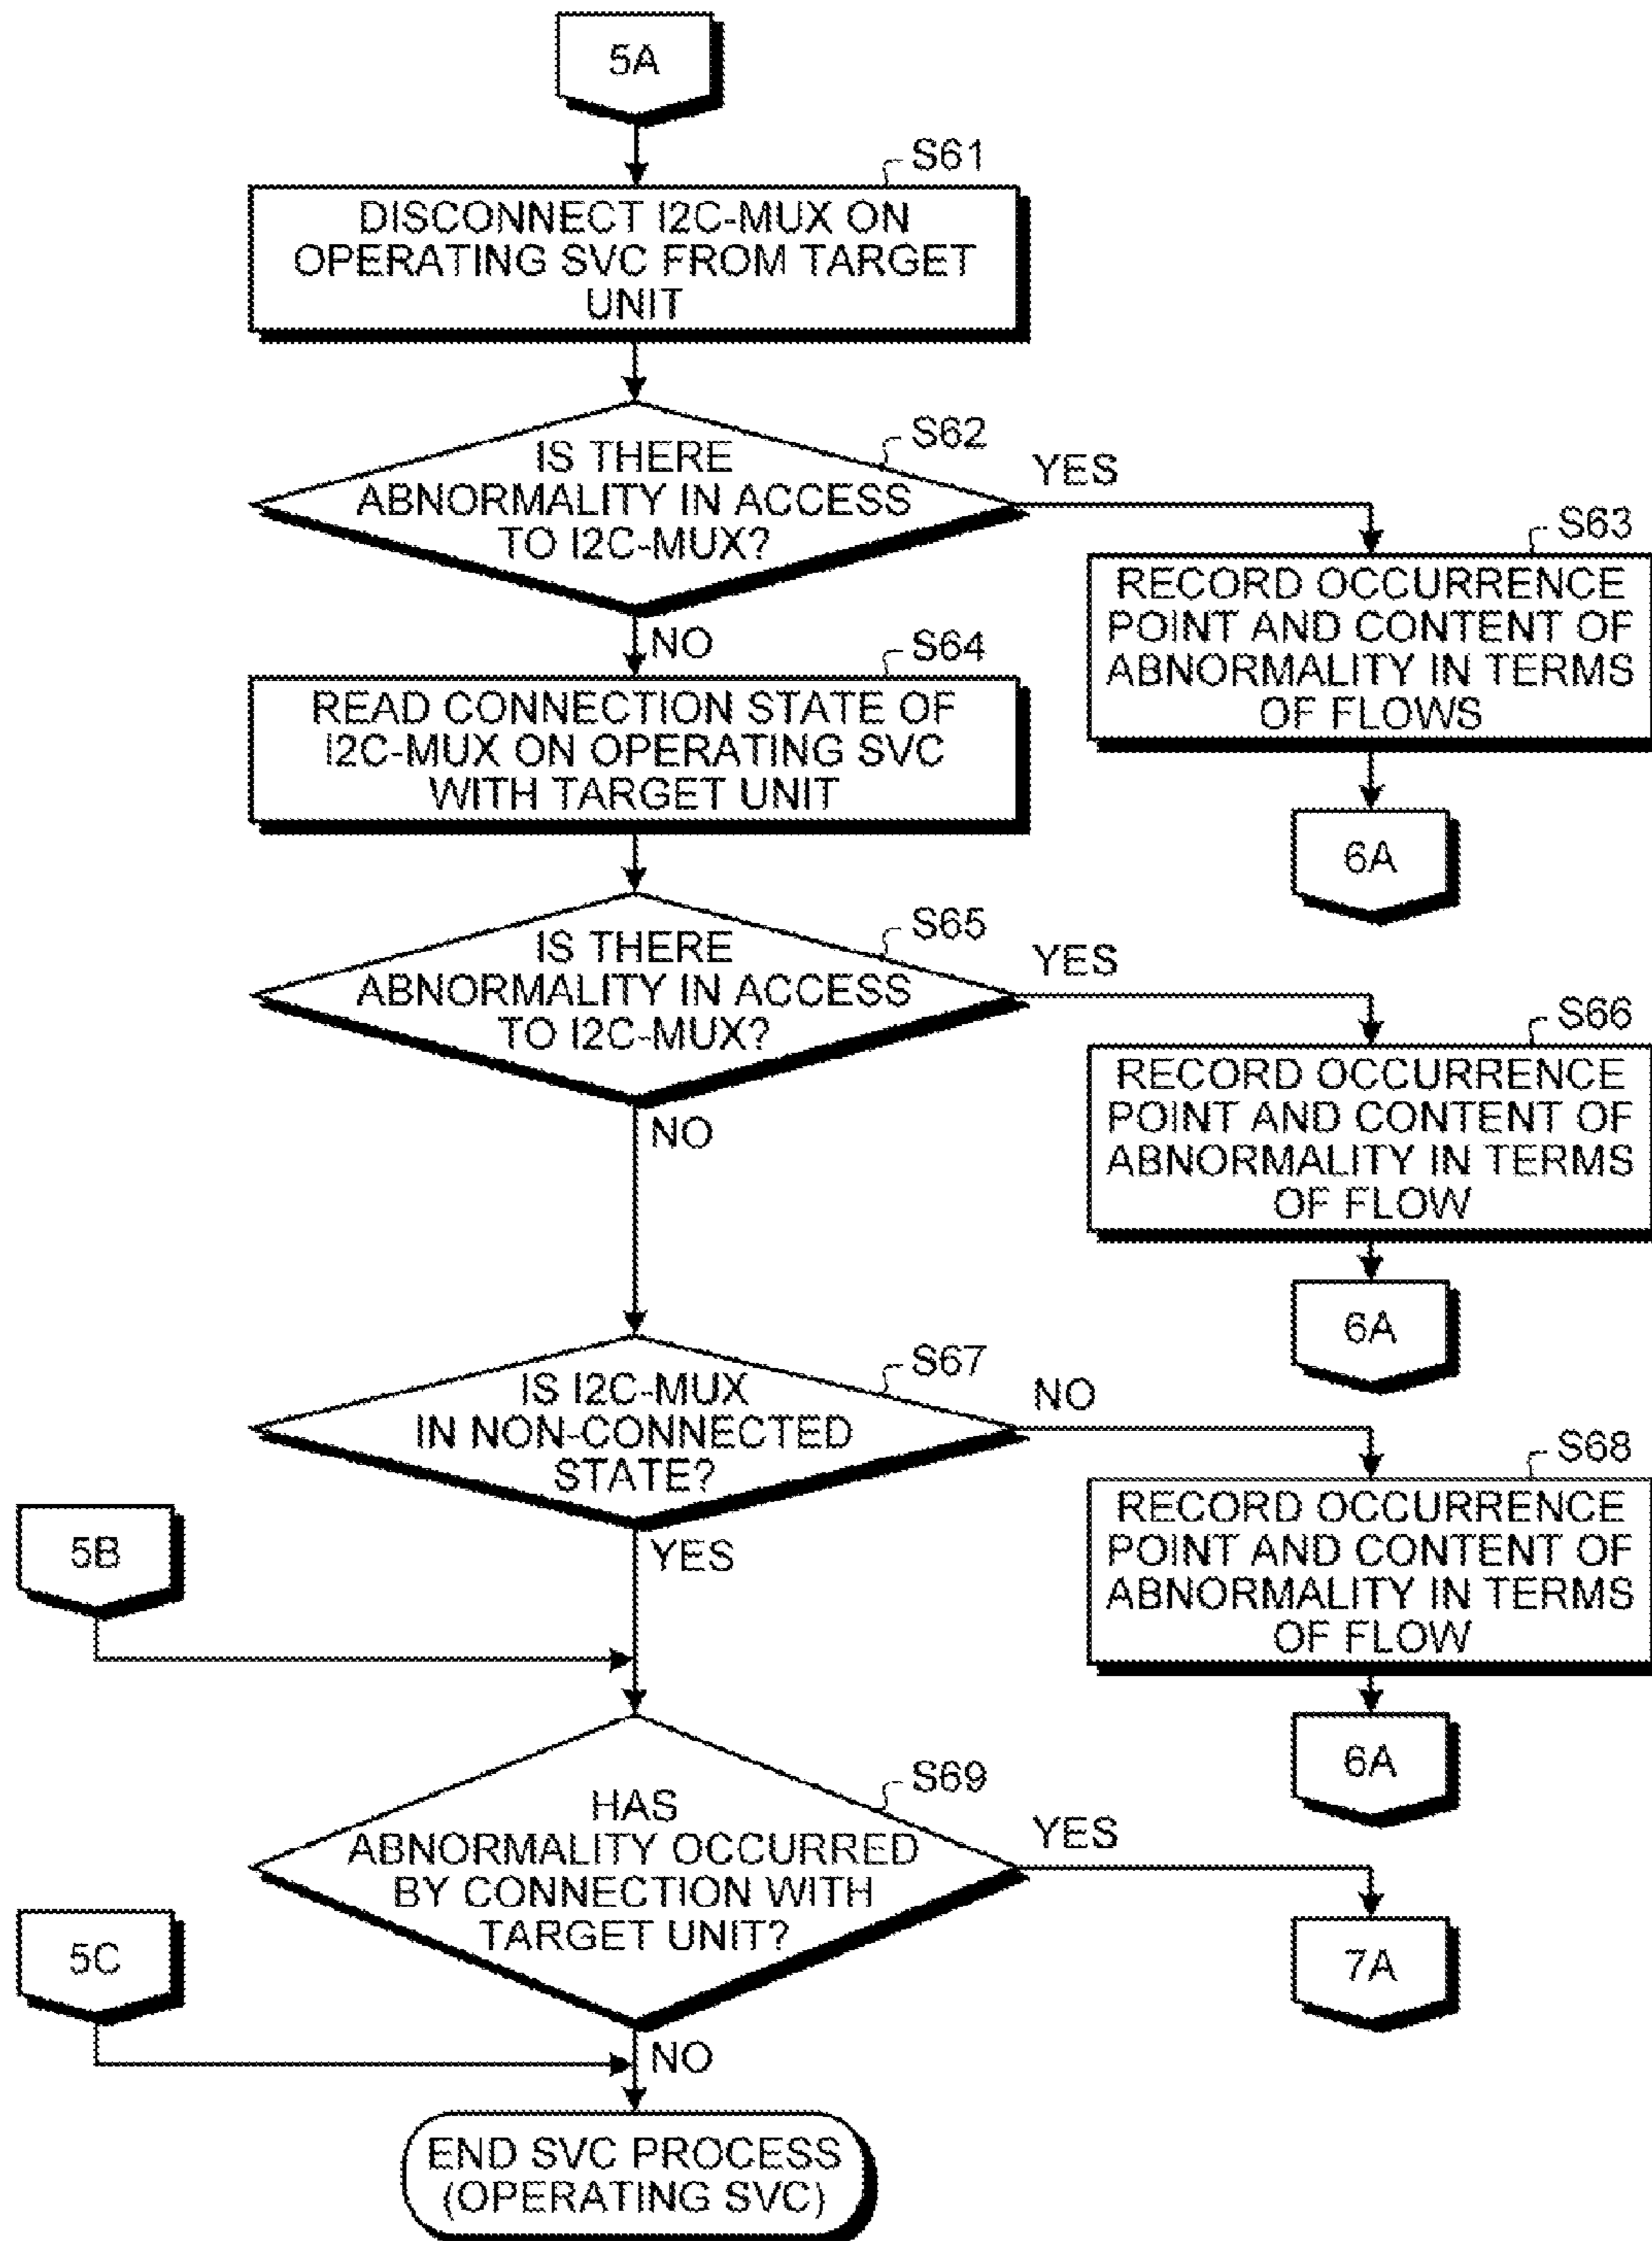 5A
S61
DISCONNECT I2C-MUX ON
OPERATING SVC FROM TARGET
UNIT
S62
IS THERE
ABNORMALITY IN ACCESS
TO I2C-MUX?
YES
NO
S63
RECORD OCCURRENCE
POINT AND CONTENT OF
ABNORMALITY IN TERMS
OF FLOWS
6A
S64
READ CONNECTION STATE OF
I2C-MUX ON OPERATING SVC
WITH TARGET UNIT
S65
IS THERE
ABNORMALITY IN ACCESS
TO I2C-MUX?
YES
NO
S66
RECORD OCCURRENCE
POINT AND CONTENT OF
ABNORMALITY IN TERMS
OF FLOW
6A
S67
IS I2C-MUX
IN NON-CONNECTED
STATE?
NO
YES
S68
RECORD OCCURRENCE
POINT AND CONTENT OF
ABNORMALITY IN TERMS
OF FLOW
6A
5B
S69
HAS
ABNORMALITY OCCURRED
BY CONNECTION WITH
TARGET UNIT?
YES
7A
5C
NO
END SVC PROCESS
(OPERATING SVC)